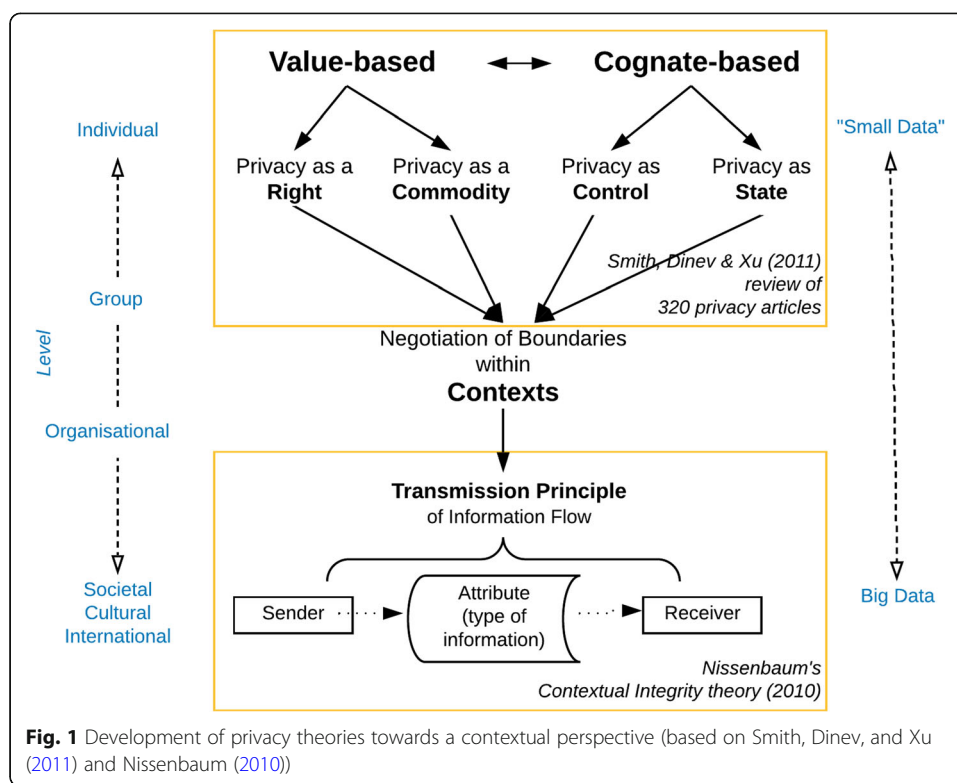 Value-based
Cognate-based
Individual
"Small Data"
Privacy as a
Right
Privacy as a
Commodity
Privacy as
Control
Privacy as
State
Smith, Dinev & Xu (2011)
review of
320 privacy articles
Group
Level
Negotiation of Boundaries
within
Contexts
Organisational
Transmission Principle
of Information Flow
Societal
Cultural
International
Big Data
Sender
Attribute
(type of
information)
Receiver
Nissenbaum's
Contextual Integrity theory (2010)
Fig. 1 Development of privacy theories towards a contextual perspective (based on Smith, Dinev, and Xu
(2011) and Nissenbaum (2010))